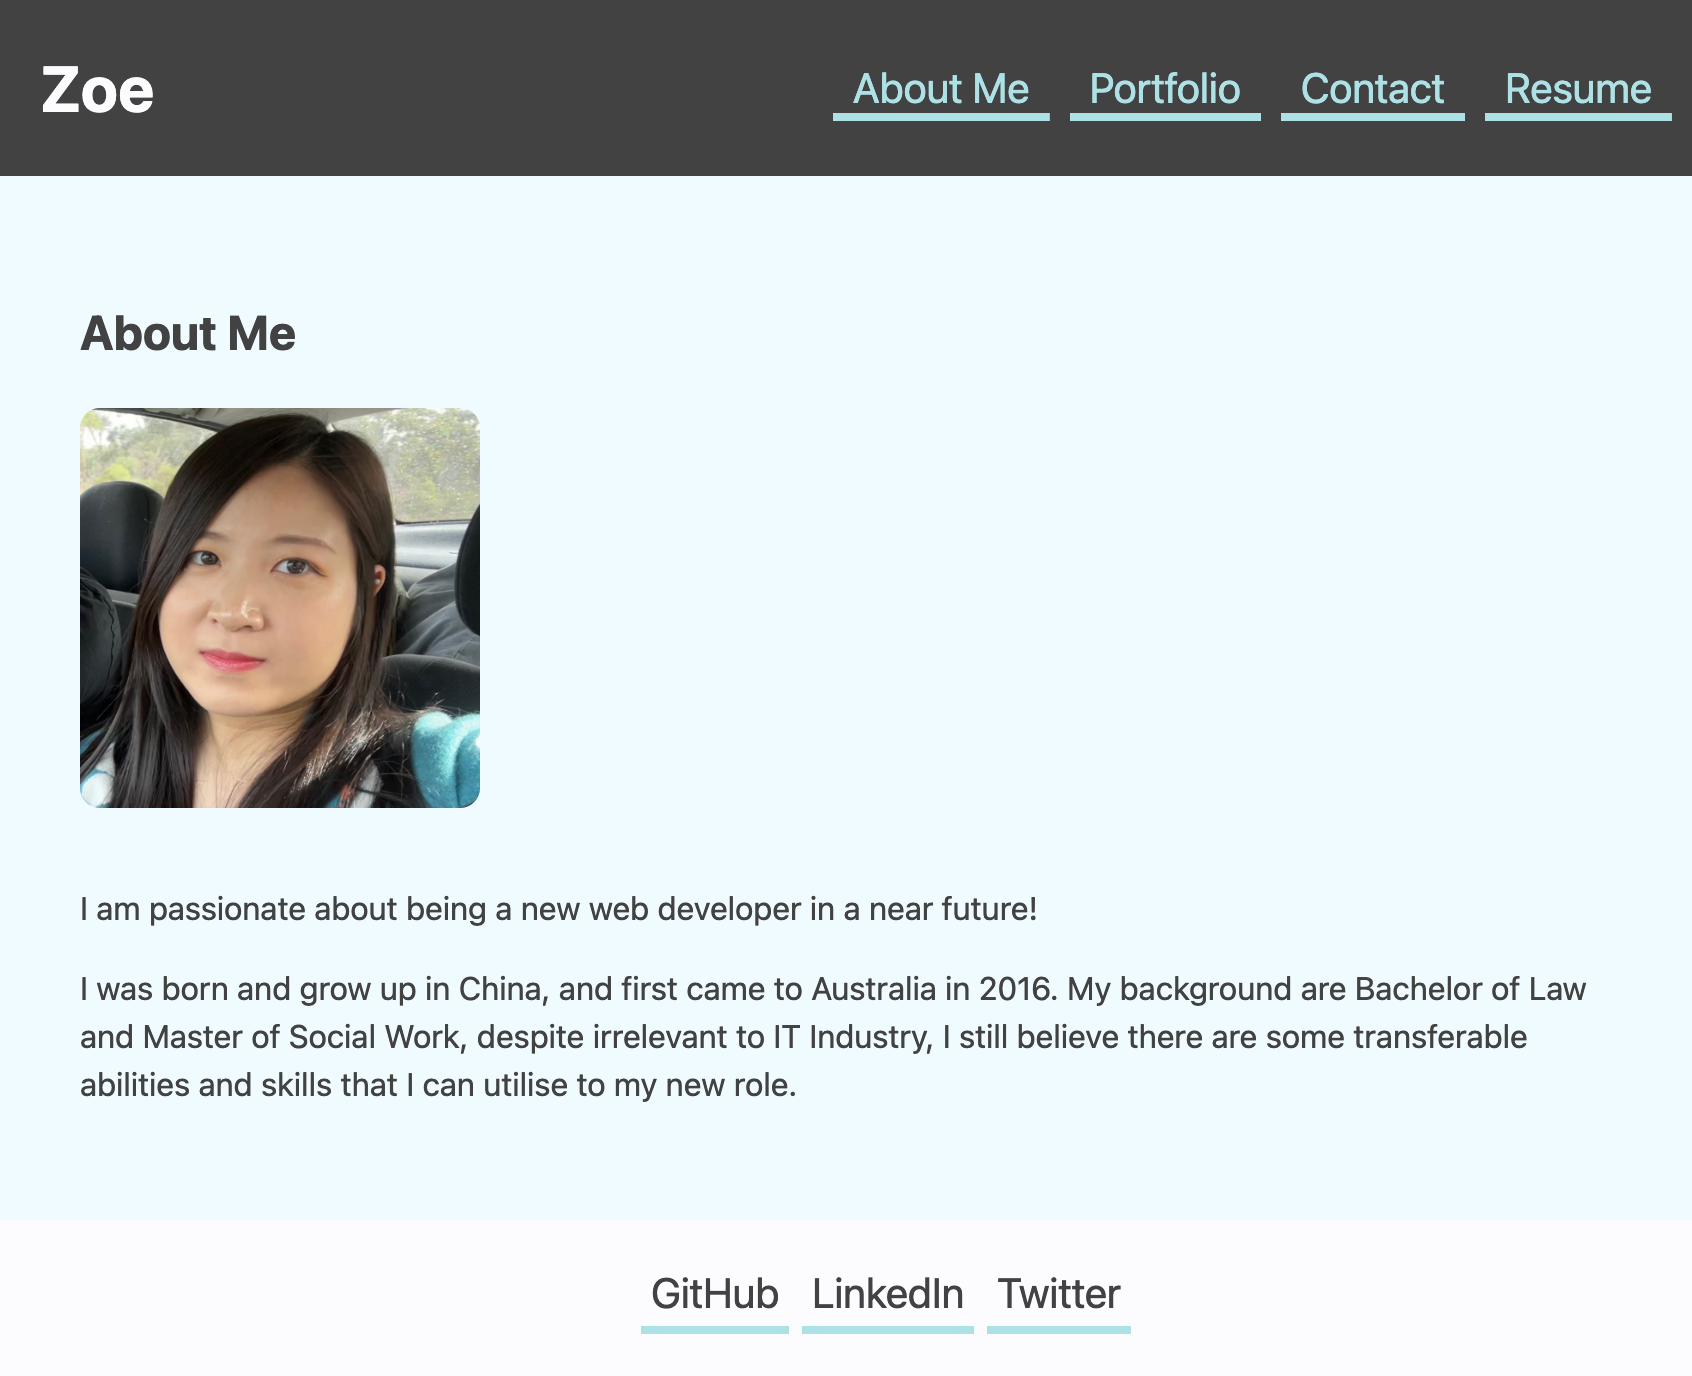 Zoe
About Me Portfolio Contact Resume
About Me
I am passionate about being a new web developer in a near future!
I was born and grow up in China, and first came to Australia in 2016. My background are Bachelor of Law
and Master of Social Work, despite irrelevant to IT Industry, I still believe there are some transferable
abilities and skills that I can utilise to my new role.
GitHub LinkedIn Twitter